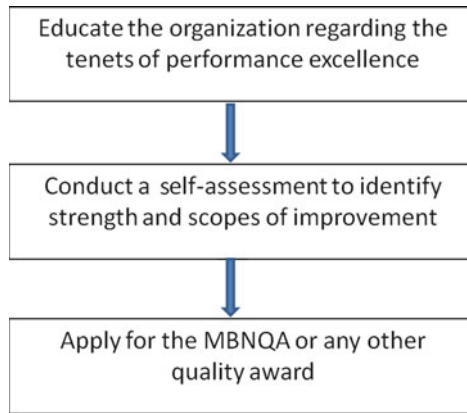 Educate the organization regarding the
tenets of performance excellence
Conduct a self-assessment to identify
strength and scopes of improvement
Apply for the MBNQA or any other
quality award